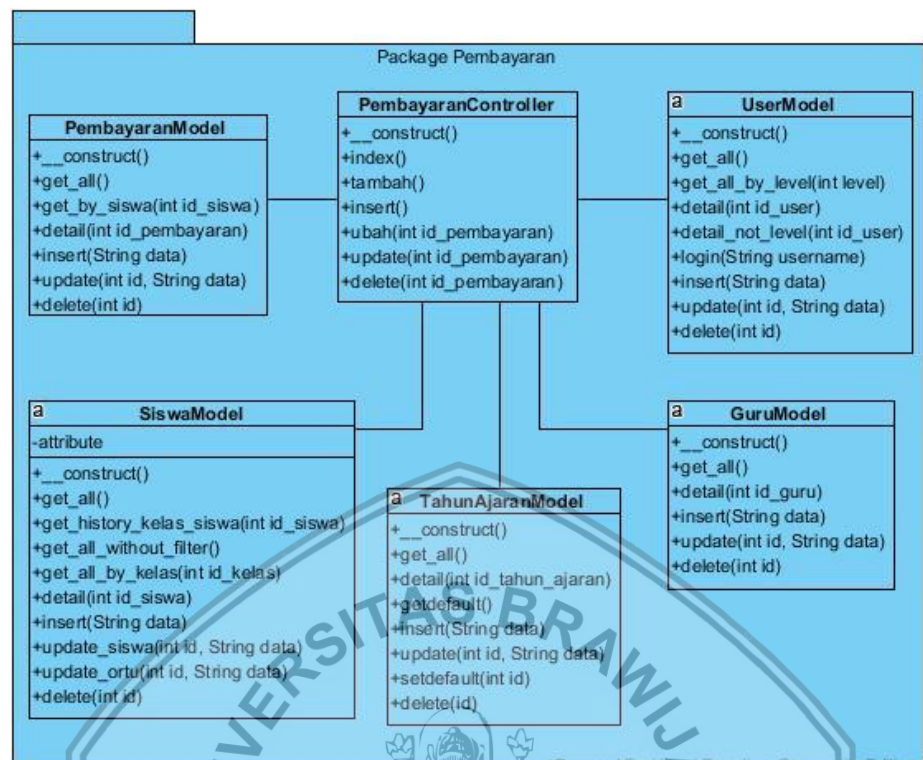 Package Pembayaran
PembayaranModel
+__construct()
+get_all()
+get_by_siswa(int id_siswa)
+detail(int id_pembayaran)
+insert(String data)
+update(int id, String data)
+delete(int id)
PembayaranController
+__construct()
+index()
+tambah()
+insert()
+ubah(int id_pembayaran)
+update(int id_pembayaran)
+delete(int id_pembayaran)
a UserModel
+__construct()
+get_all()
+get_all_by_level(int level)
+detail(int id_user)
+detail_not_level(int id_user)
+login(String username)
+insert(String data)
+update(int id, String data)
+delete(int id)
a SiswaModel
-attribute
+__construct()
+get_all()
+get_history_kelas_siswa(int id_siswa)
+get_all_without_filter()
+get_all_by_kelas(int id_kelas)
+detail(int id_siswa)
+insert(String data)
+update_siswa(int id, String data)
+update_ortu(int id, String data)
+delete(int id)
a TahunAjaranModel
+__construct()
+get_all()
+detail(int id_tahun_ajaran)
+getdefault()
+insert(String data)
+update(int id, String data)
+setdefault(int id)
+delete(id)
a GuruModel
+__construct()
+get_all()
+detail(int id_guru)
+insert(String data)
+update(int id, String data)
+delete(int id)
VERSITAS BRAWIJ